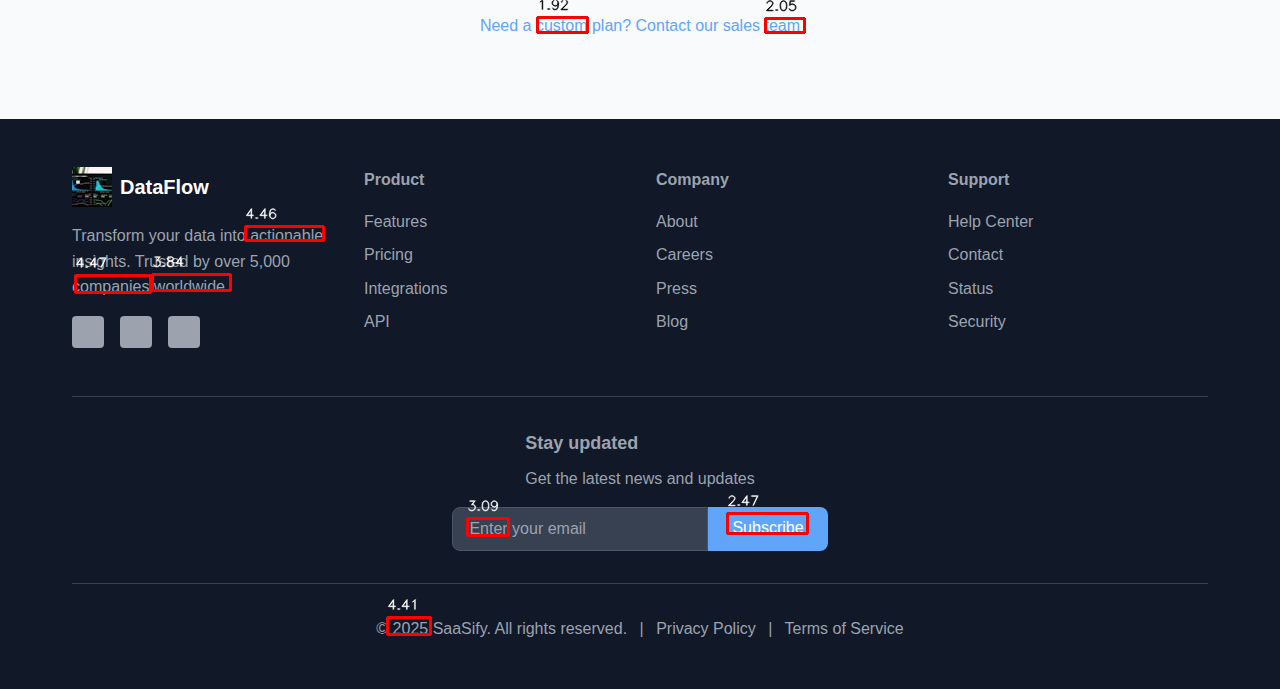 1.92 2.05
Need a custom plan? Contact our sales team
DataFlow
4.46
Transform your data into actionable
insights. Trusted by over 5,000
4.47 3.84
companies worldwide
Product
Features
Pricing
Integrations
API
Company
About
Careers
Press
Blog
Support
Help Center
Contact
Status
Security
Stay updated
Get the latest news and updates
3.09 2.47
Enter your email Subscribe
4.41
© 2025 SaaSify. All rights reserved. | Privacy Policy | Terms of Service